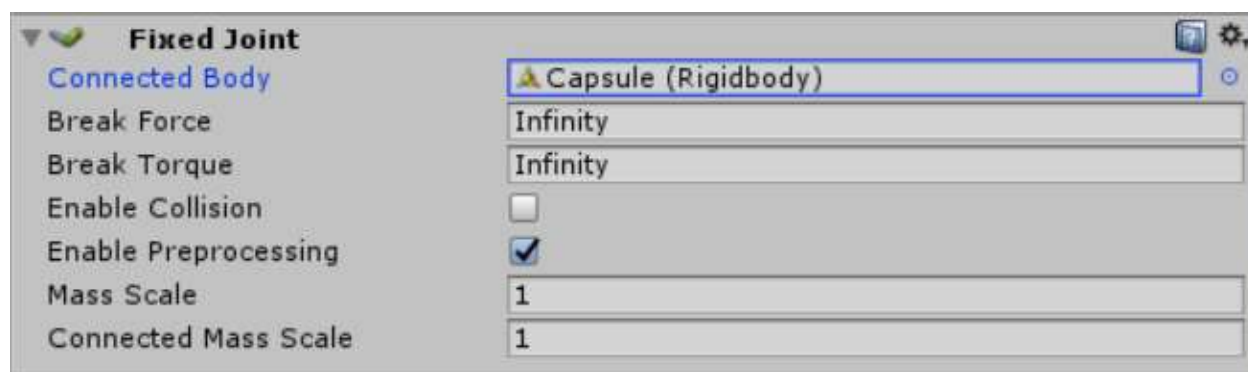 Fixed Joint
Connected Body Capsule (Rigidbody)
Break Force Infinity
Break Torque Infinity
Enable Collision
Enable Preprocessing
Mass Scale 1
Connected Mass Scale 1